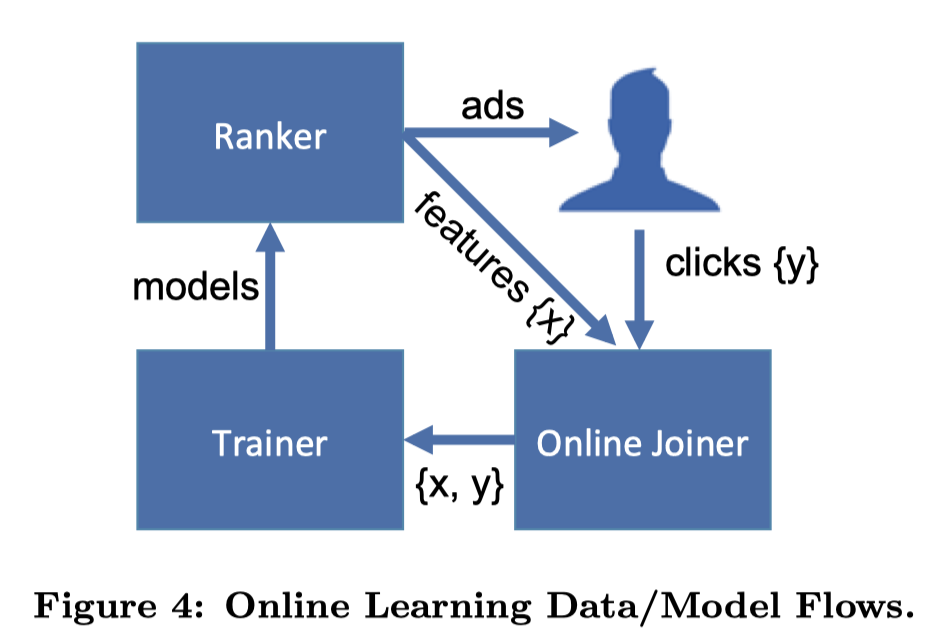 Ranker
ads
features {x}
clicks {y}
models
Trainer
Online Joiner
{x, y}
Figure 4: Online Learning Data/Model Flows.